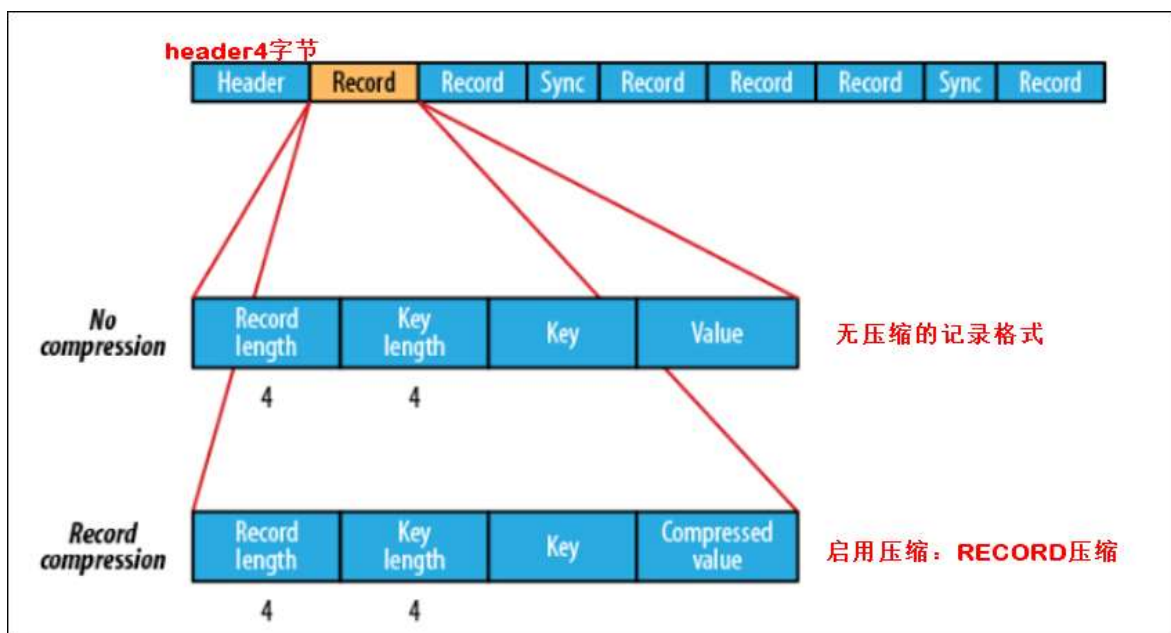 header4字节
Header Record Record Sync Record Record Record Sync Record
No
compression
Record
length
Key
length
Key
Value
无压缩的记录格式
4 4
Record
compression
Record
length
Key
length
Key
Compressed
value
启用压缩：RECORD压缩
4 4